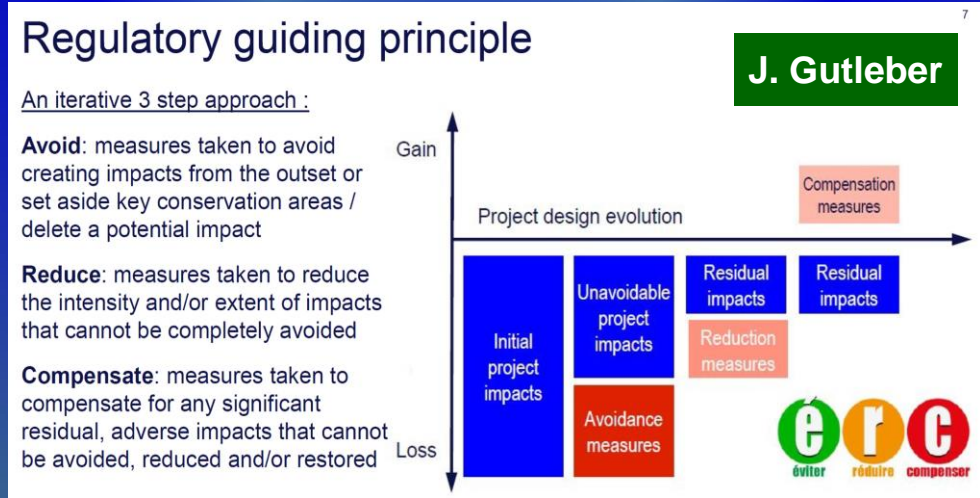 7
Regulatory guiding principle
J. Gutleber
An iterative 3 step approach :
Avoid: measures taken to avoid
creating impacts from the outset or
set aside key conservation areas /
delete a potential impact
Reduce: measures taken to reduce
the intensity and/or extent of impacts
that cannot be completely avoided
Compensate: measures taken to
compensate for any significant
residual, adverse impacts that cannot
be avoided, reduced and/or restored
Gain
Project design evolution
Compensation
measures
Initial
project
impacts
Unavoidable
project
impacts
Avoidance
measures
Residual
impacts
Reduction
measures
Residual
impacts
Loss
é r c
éviter réduire compenser